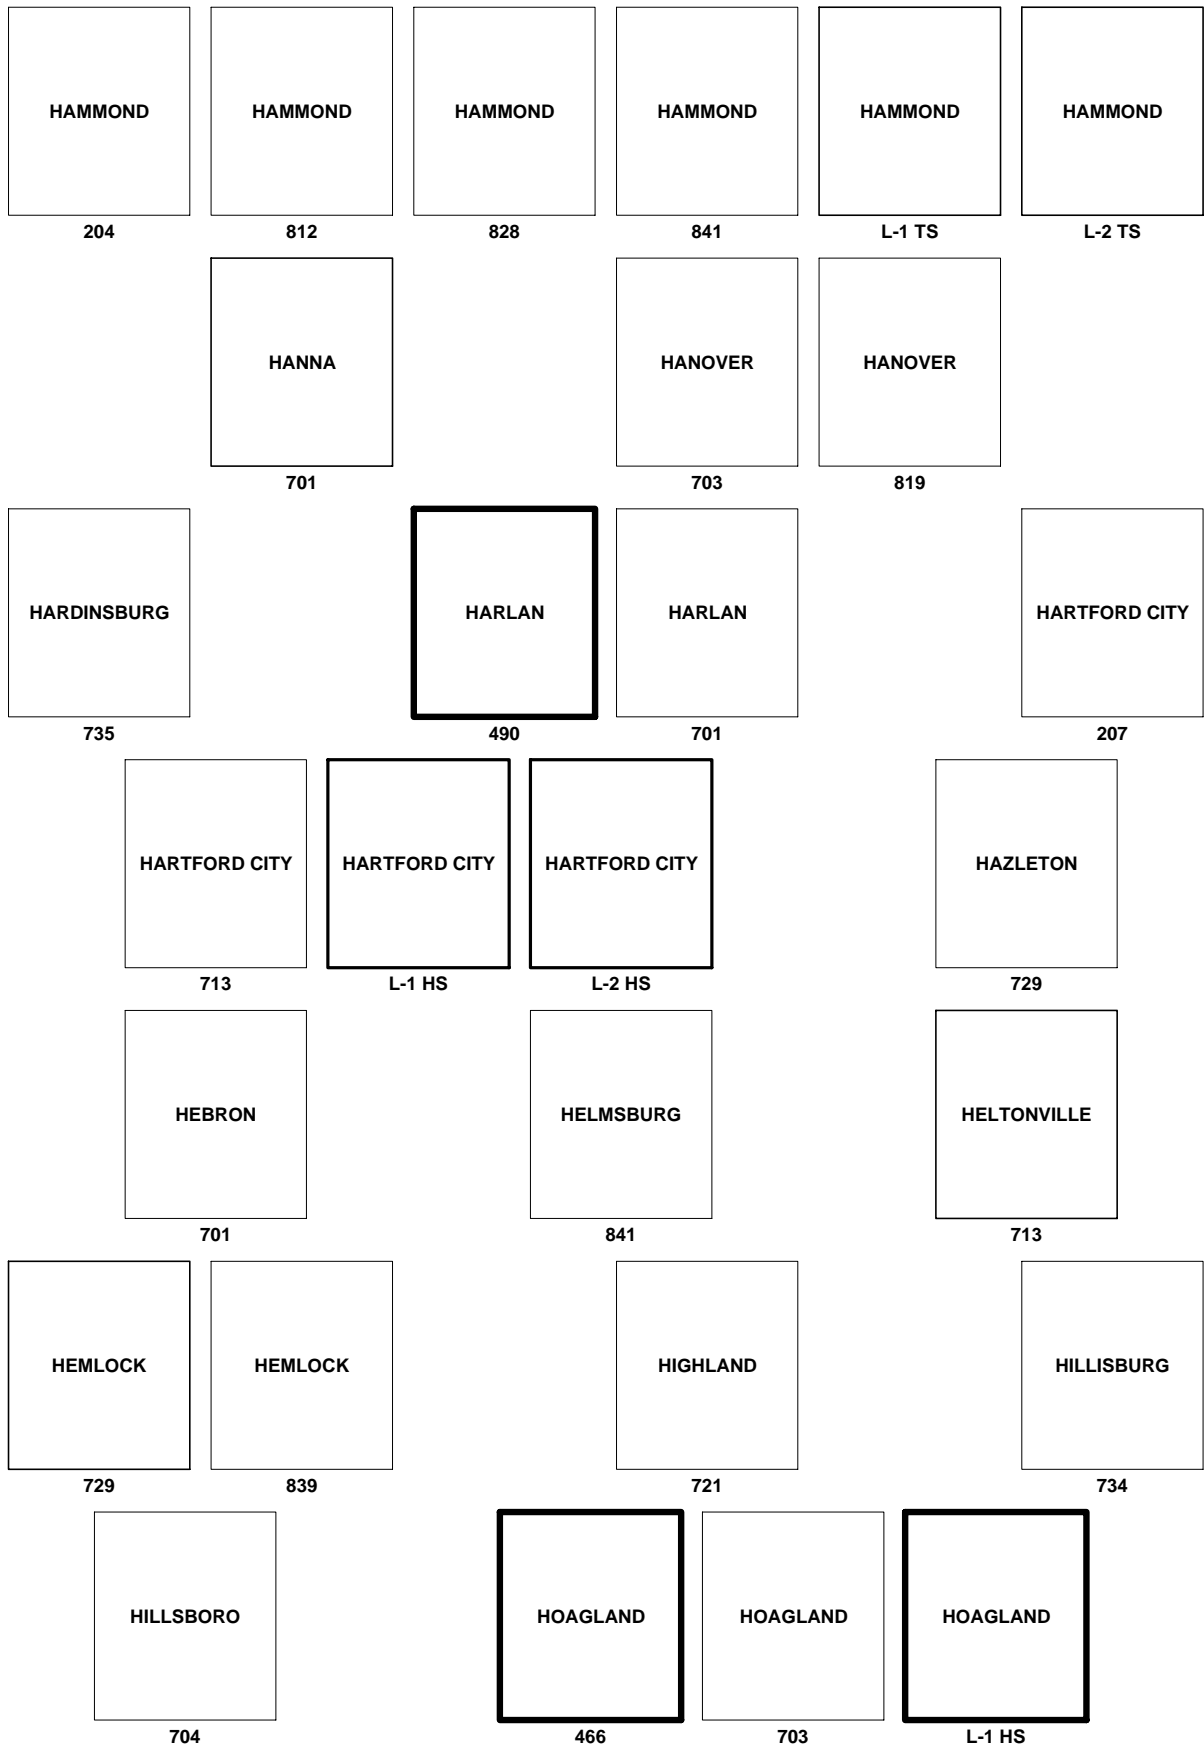 HAMMOND HAMMOND HAMMOND HAMMOND HAMMOND HAMMOND
204 812 828 841 L-1 TS L-2 TS
HANNA HANOVER HANOVER
701 703 819
HARDINSBURG HARLAN HARLAN HARTFORD CITY
735 490 701 207
HARTFORD CITY HARTFORD CITY HARTFORD CITY HAZLETON
713 L-1 HS L-2 HS 729
HEBRON HELMSBURG HELTONVILLE
701 841 713
HEMLOCK HEMLOCK HIGHLAND HILLISBURG
729 839 721 734
HILLSBORO HOAGLAND HOAGLAND HOAGLAND
704 466 703 L-1 HS